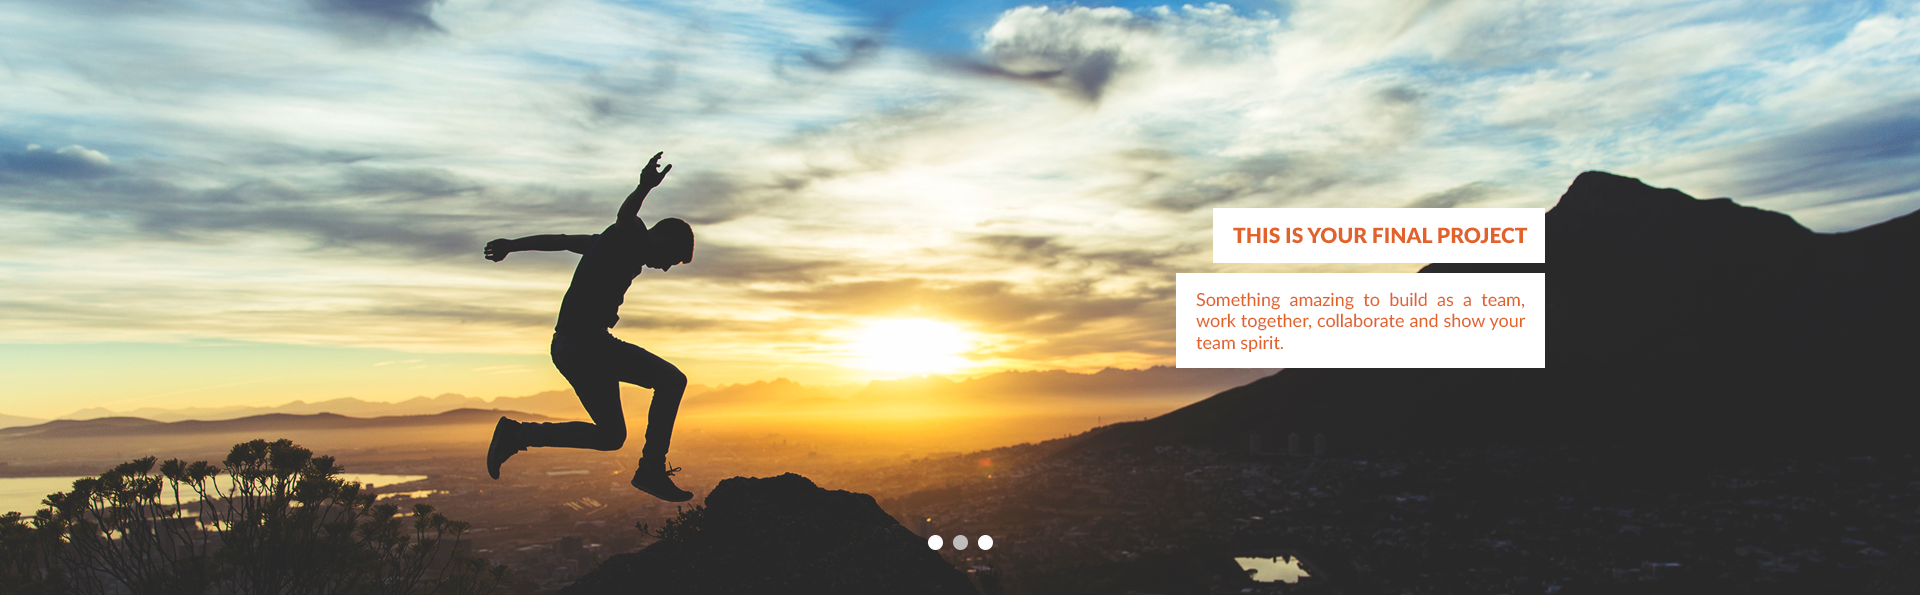 THIS IS YOUR FINAL PROJECT
Something amazing to build as a team,
work together, collaborate and show your
team spirit.